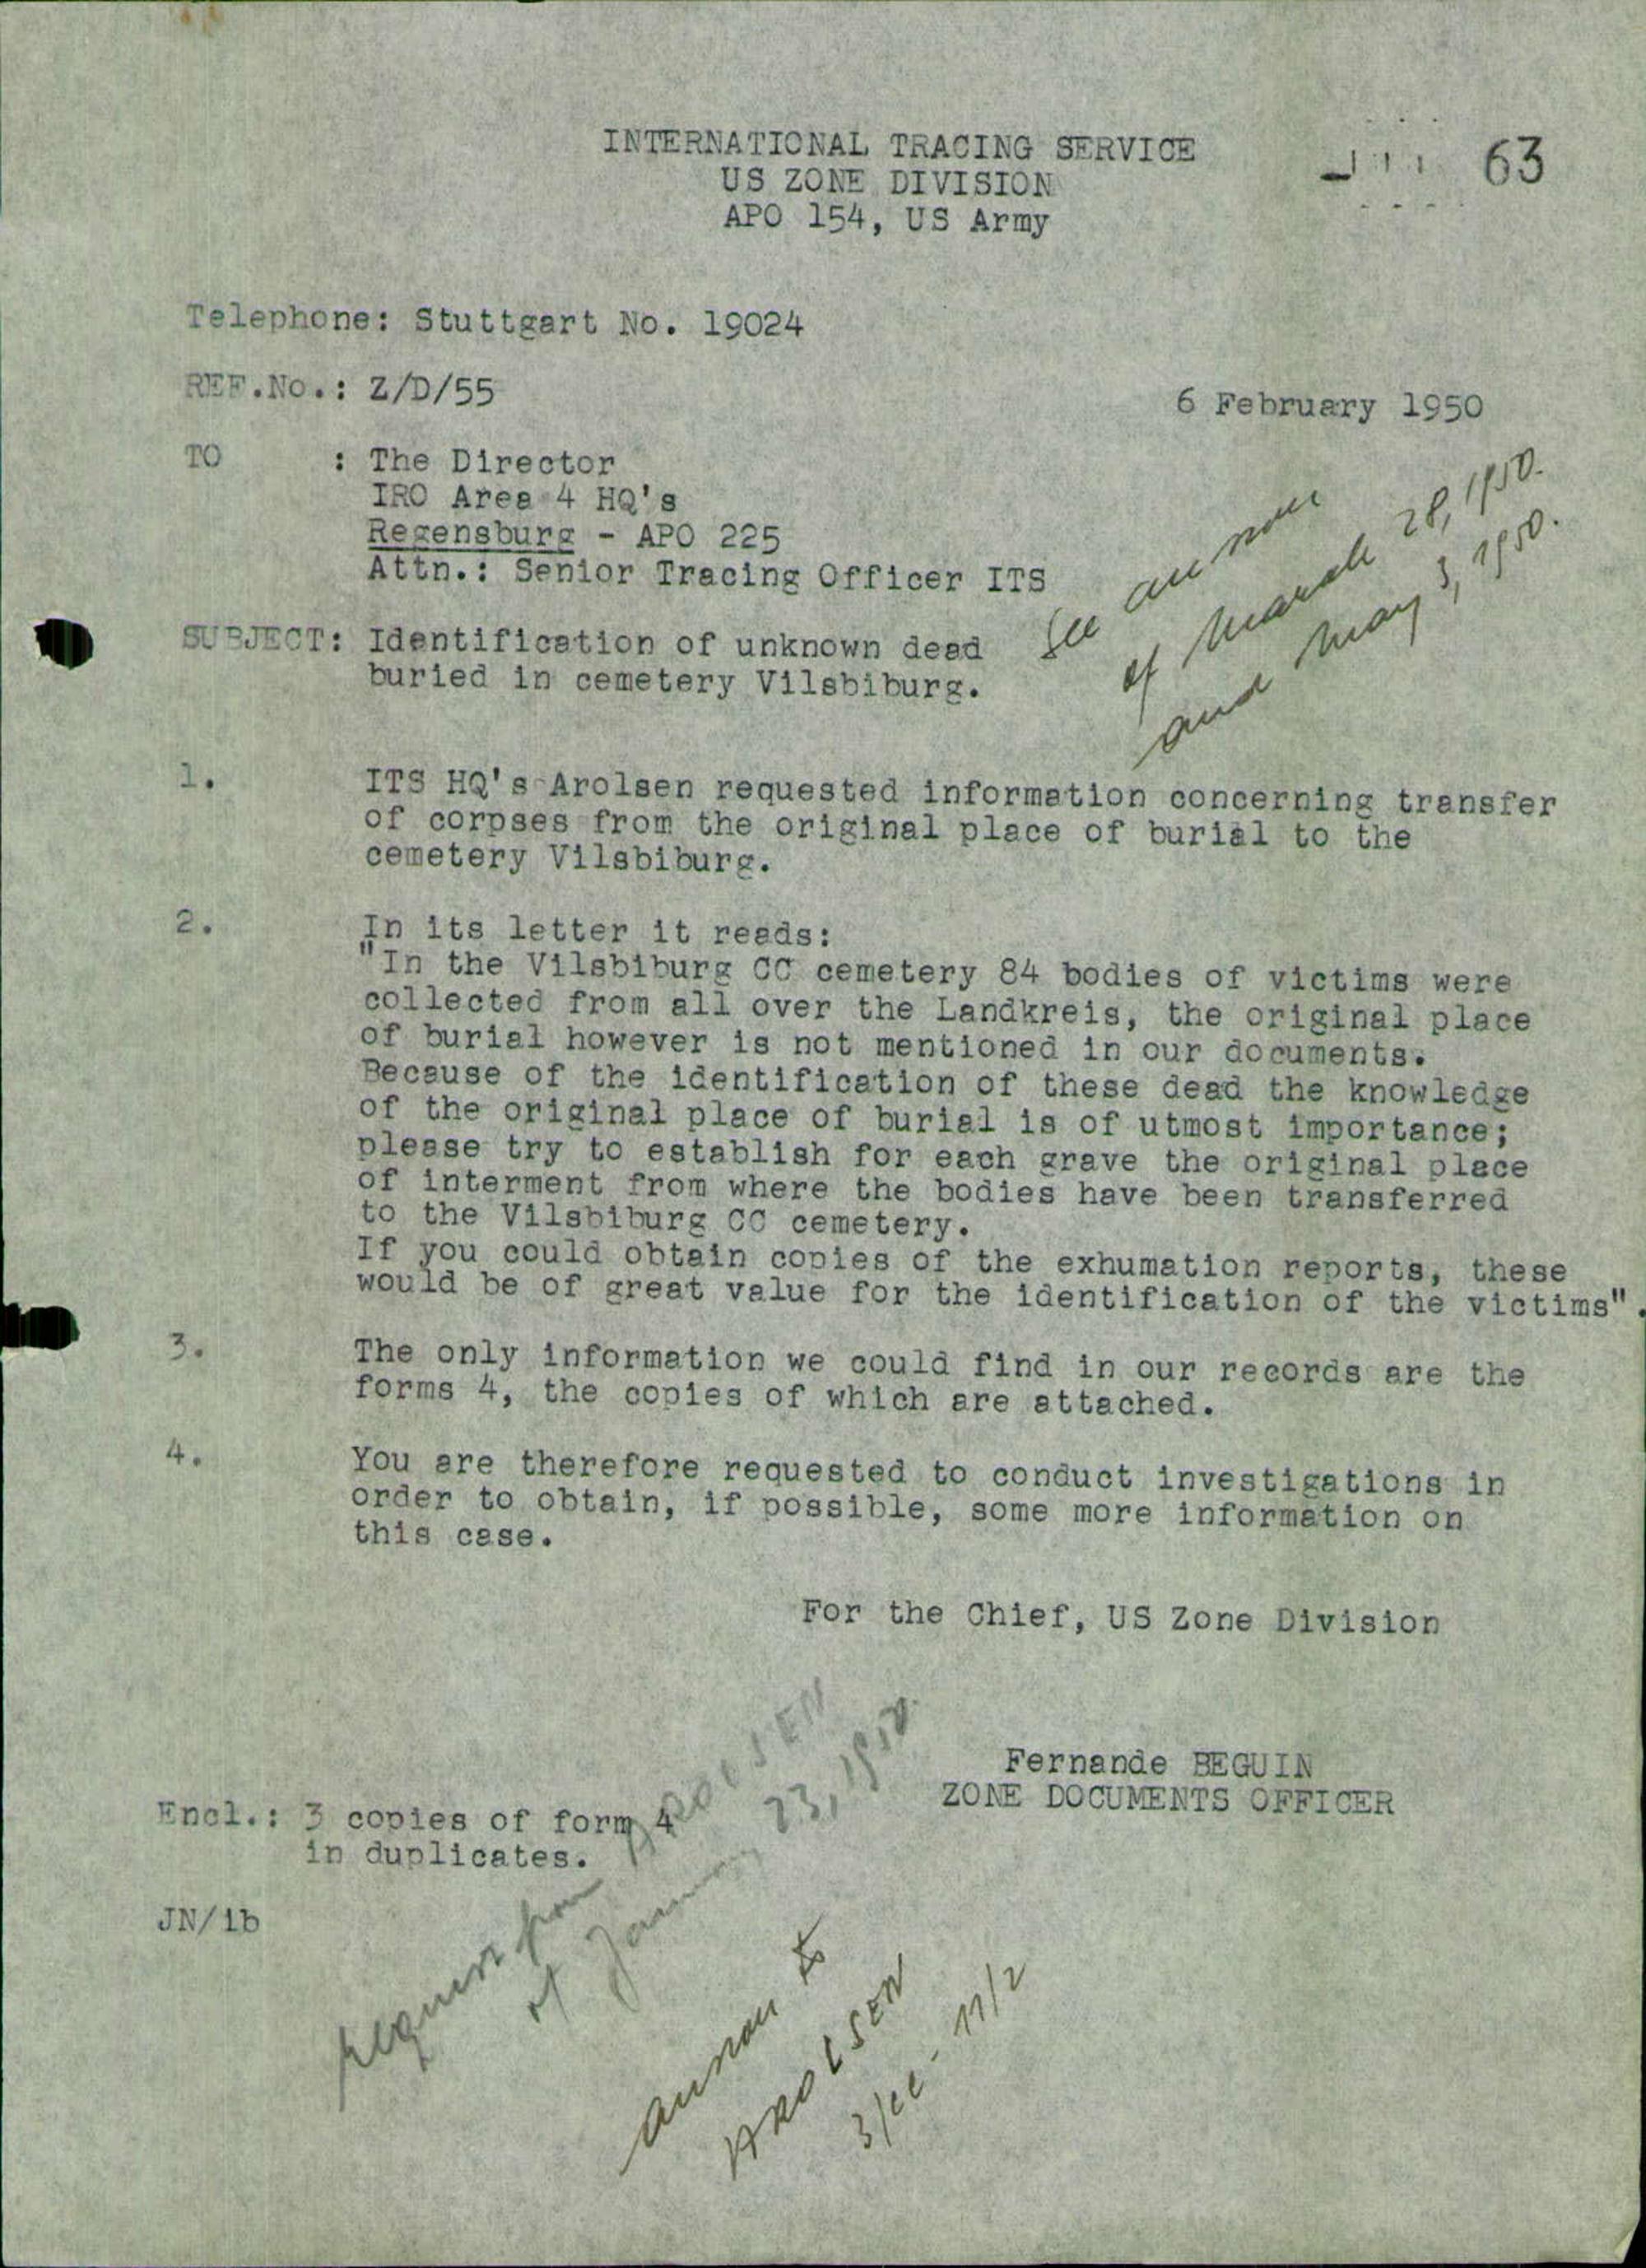 INTERNATIONAL TRACING SERVICE
US ZONE DIVISION
APO 154, US Army
63
Telephone: Stuttgart No. 19024
REF.No.: Z/D/55
6 February 1950
TO : The Director
IRO Area 4 HQ's
Regensburg - APO 225
Attn.: Senior Tracing Officer ITS
See answer
of March 28, 1950.
and May 3, 1950.
SUBJECT: Identification of unknown dead
buried in cemetery Vilsbiburg.
1. ITS HQ's Arolsen requested information concerning transfer
of corpses from the original place of burial to the
cemetery Vilsbiburg.
2. In its letter it reads:
"In the Vilsbiburg CC cemetery 84 bodies of victims were
collected from all over the Landkreis, the original place
of burial however is not mentioned in our documents.
Because of the identification of these dead the knowledge
of the original place of burial is of utmost importance;
please try to establish for each grave the original place
of interment from where the bodies have been transferred
to the Vilsbiburg CC cemetery.
If you could obtain copies of the exhumation reports, these
would be of great value for the identification of the victims".
3. The only information we could find in our records are the
forms 4, the copies of which are attached.
4. You are therefore requested to conduct investigations in
order to obtain, if possible, some more information on
this case.
For the Chief, US Zone Division
Fernande BEGUIN
ZONE DOCUMENTS OFFICER
Encl.: 3 copies of form 4
in duplicates.
JN/ib
request from AROLSEN
of January 23, 1950.
answer to
AROLSEN